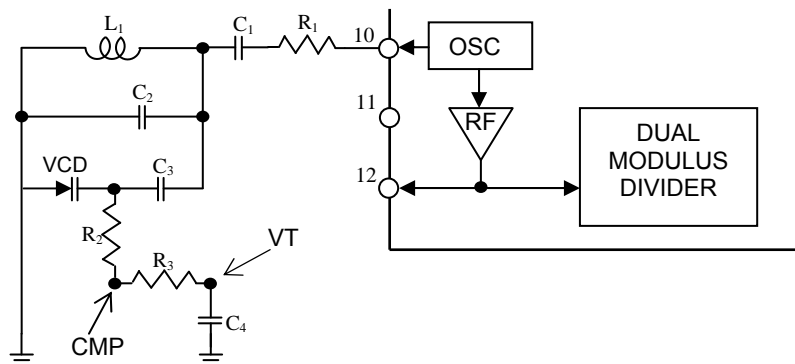 L₁
C₁
R₁
10
OSC
C₂
11
RF
DUAL
MODULUS
DIVIDER
VCD
C₃
12
R₂
VT
R₃
CMP
C₄